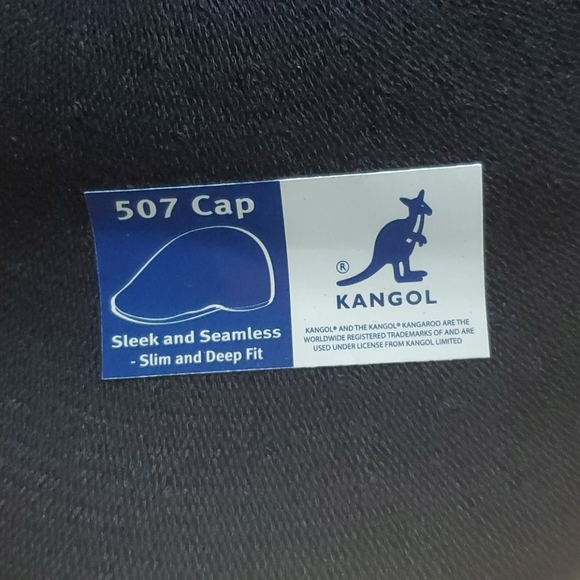 507 Cap
Sleek and Seamless
- Slim and Deep Fit
®
KANGOL
KANGOL® AND THE KANGOL® KANGAROO ARE THE
WORLDWIDE REGISTERED TRADEMARKS OF AND ARE
USED UNDER LICENSE FROM KANGOL LIMITED